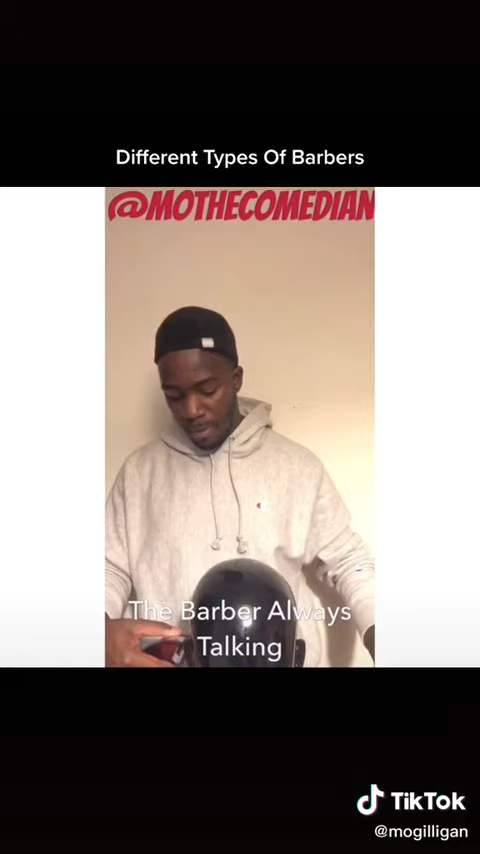 Different Types Of Barbers
@MOTHECOMEDIAN
The Barber Always
Talking
TikTok
@mogilligan